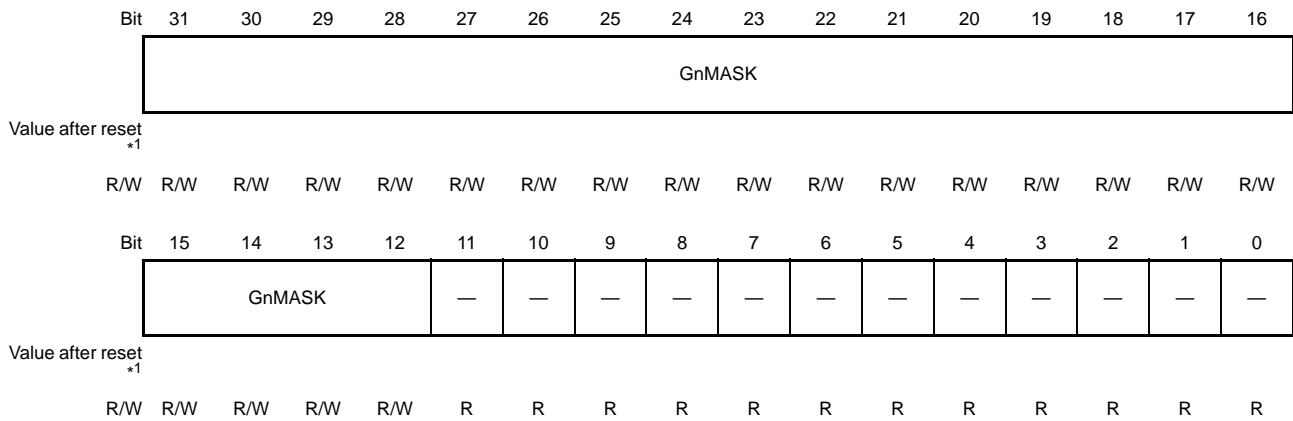 Bit 31 30 29 28 27 26 25 24 23 22 21 20 19 18 17 16
GnMASK
Value after reset
*1
R/W R/W R/W R/W R/W R/W R/W R/W R/W R/W R/W R/W R/W R/W R/W R/W R/W
Bit 15 14 13 12 11 10 9 8 7 6 5 4 3 2 1 0
GnMASK — — — — — — — — — — — —
Value after reset
*1
R/W R/W R/W R/W R/W R R R R R R R R R R R R